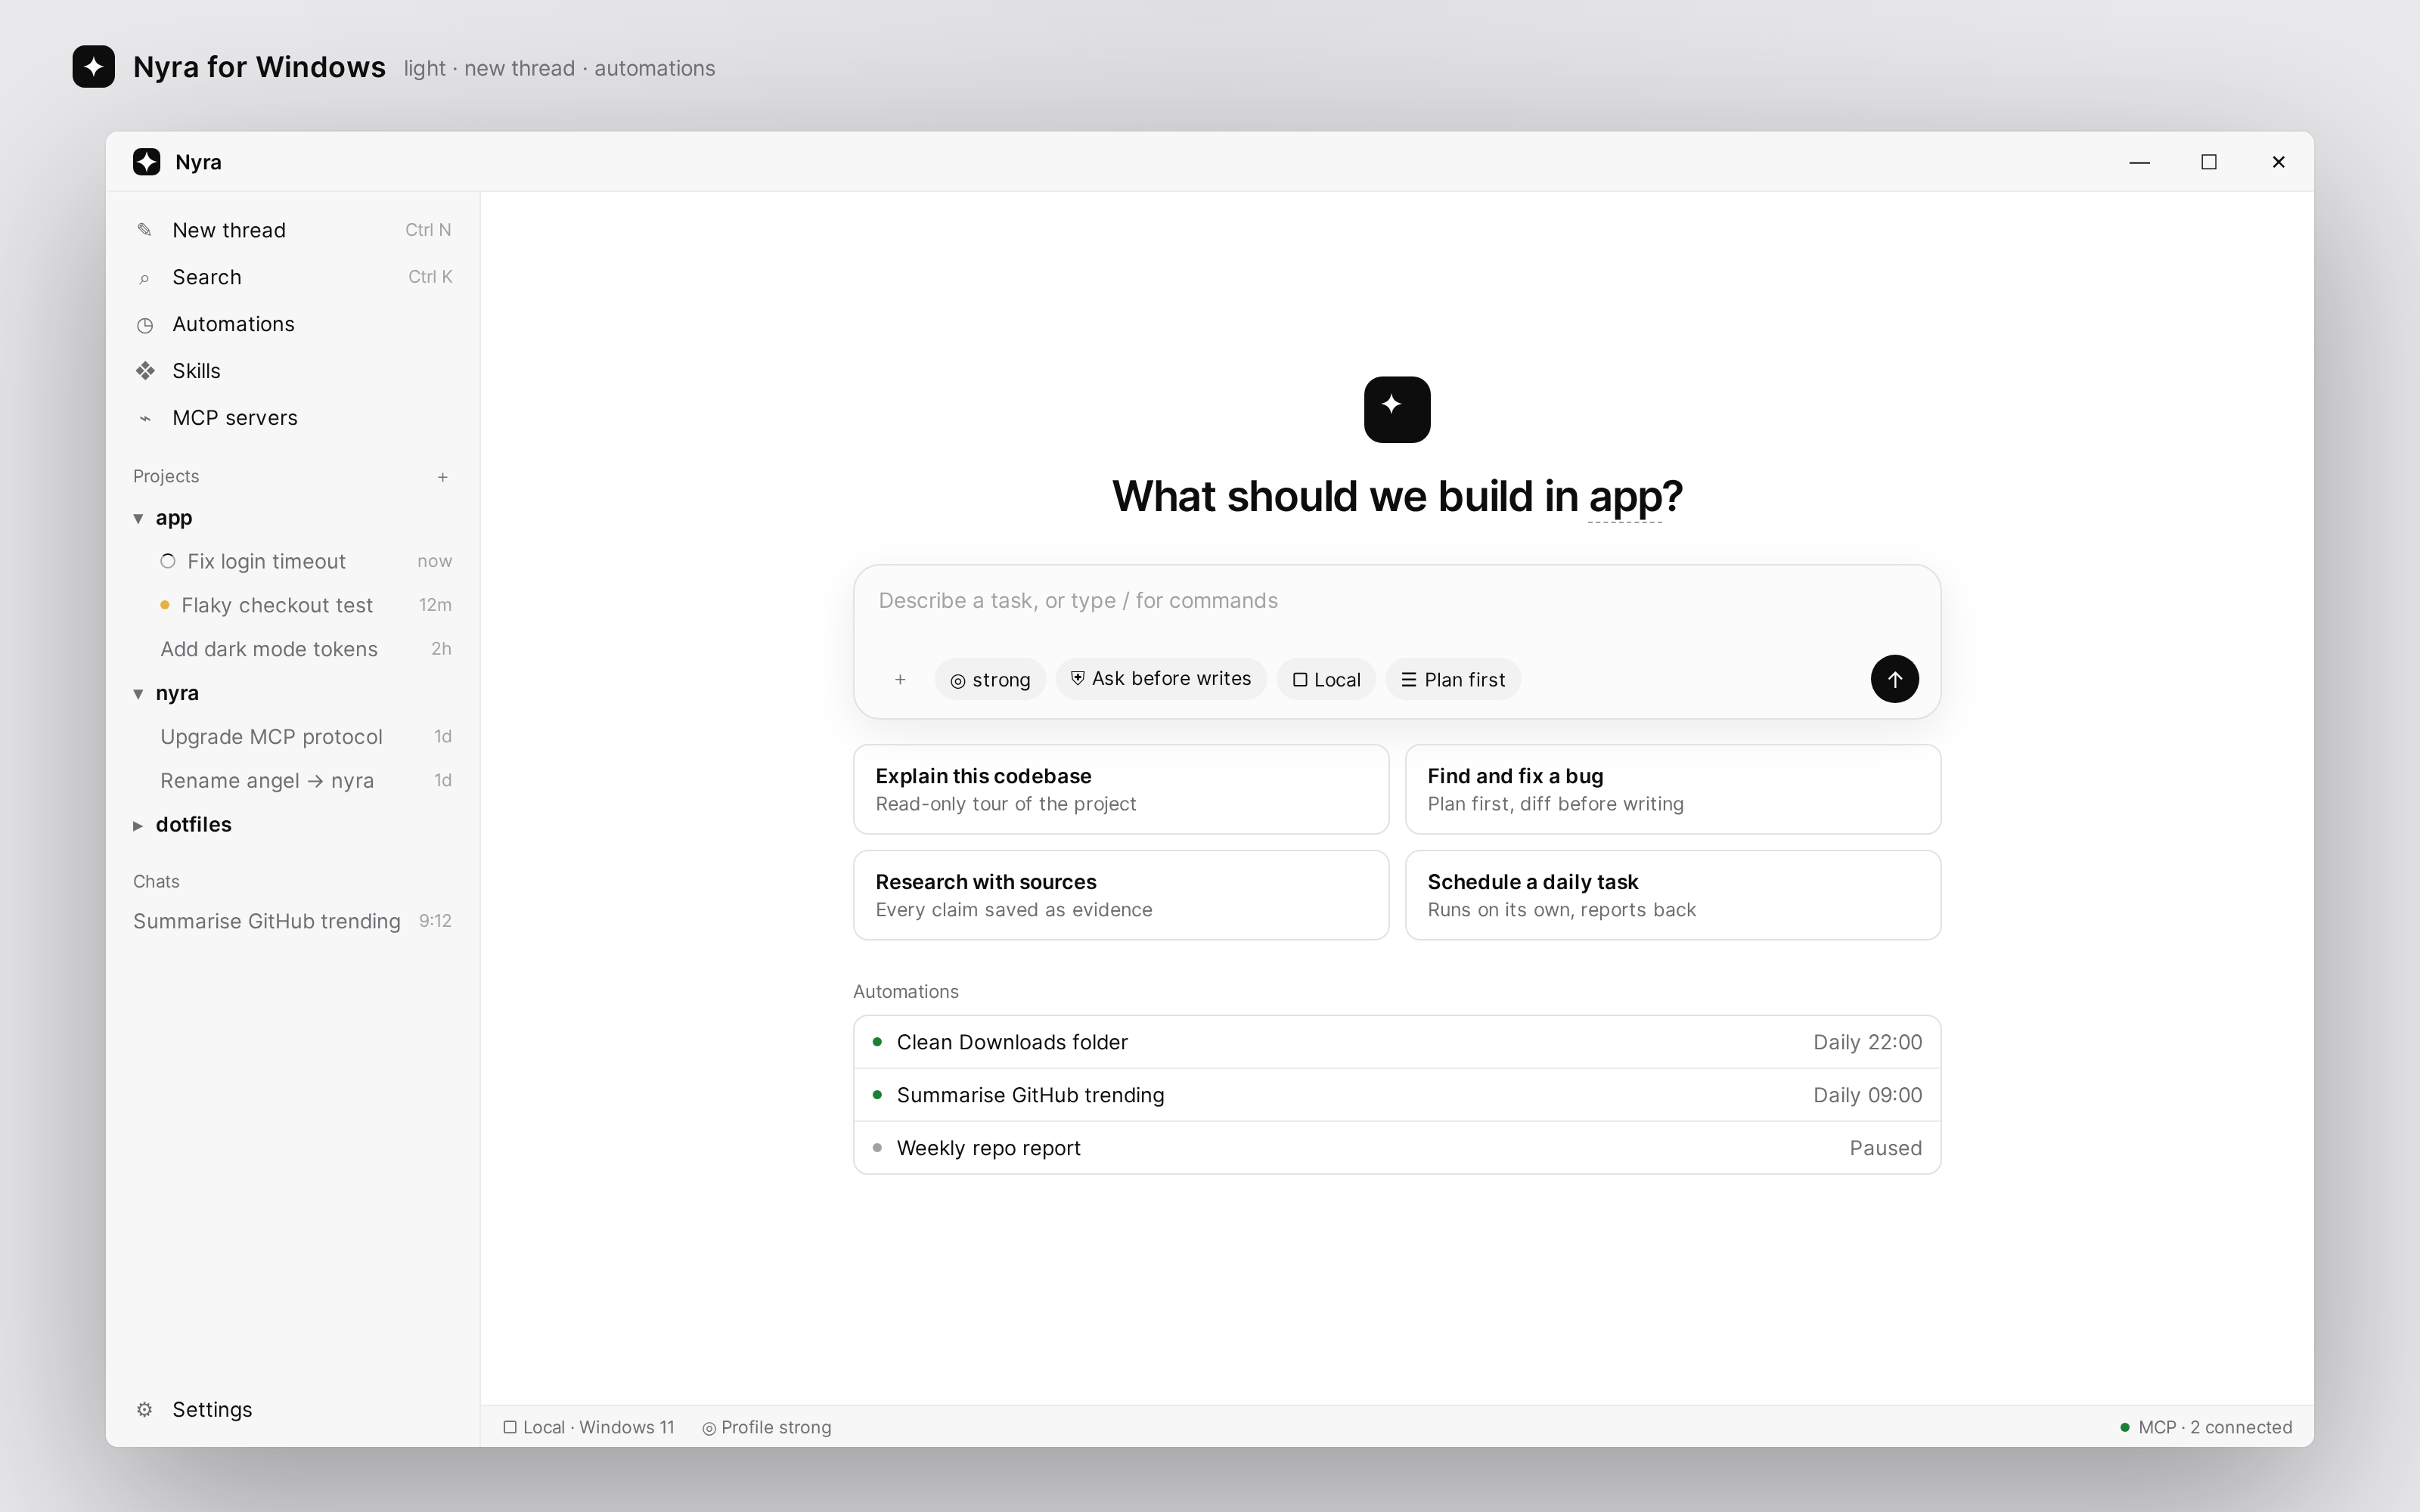 Nyra for Windows light · new thread · automations
Nyra
New thread Ctrl N
Search Ctrl K
Automations
Skills
MCP servers
Projects +
app
Fix login timeout now
Flaky checkout test 12m
Add dark mode tokens 2h
nyra
Upgrade MCP protocol 1d
Rename angel → nyra 1d
dotfiles
Chats
Summarise GitHub trending 9:12
Settings
What should we build in app?
Describe a task, or type / for commands
+ strong Ask before writes Local Plan first
Explain this codebase
Read-only tour of the project
Find and fix a bug
Plan first, diff before writing
Research with sources
Every claim saved as evidence
Schedule a daily task
Runs on its own, reports back
Automations
Clean Downloads folder Daily 22:00
Summarise GitHub trending Daily 09:00
Weekly repo report Paused
Local · Windows 11 Profile strong MCP · 2 connected